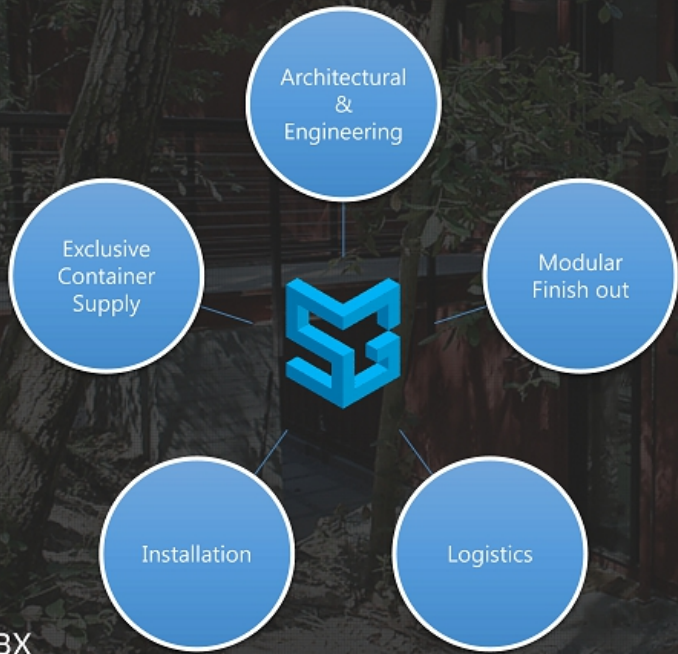 Architectural
&
Engineering
Exclusive
Container
Supply
Modular
Finish out
Installation
Logistics